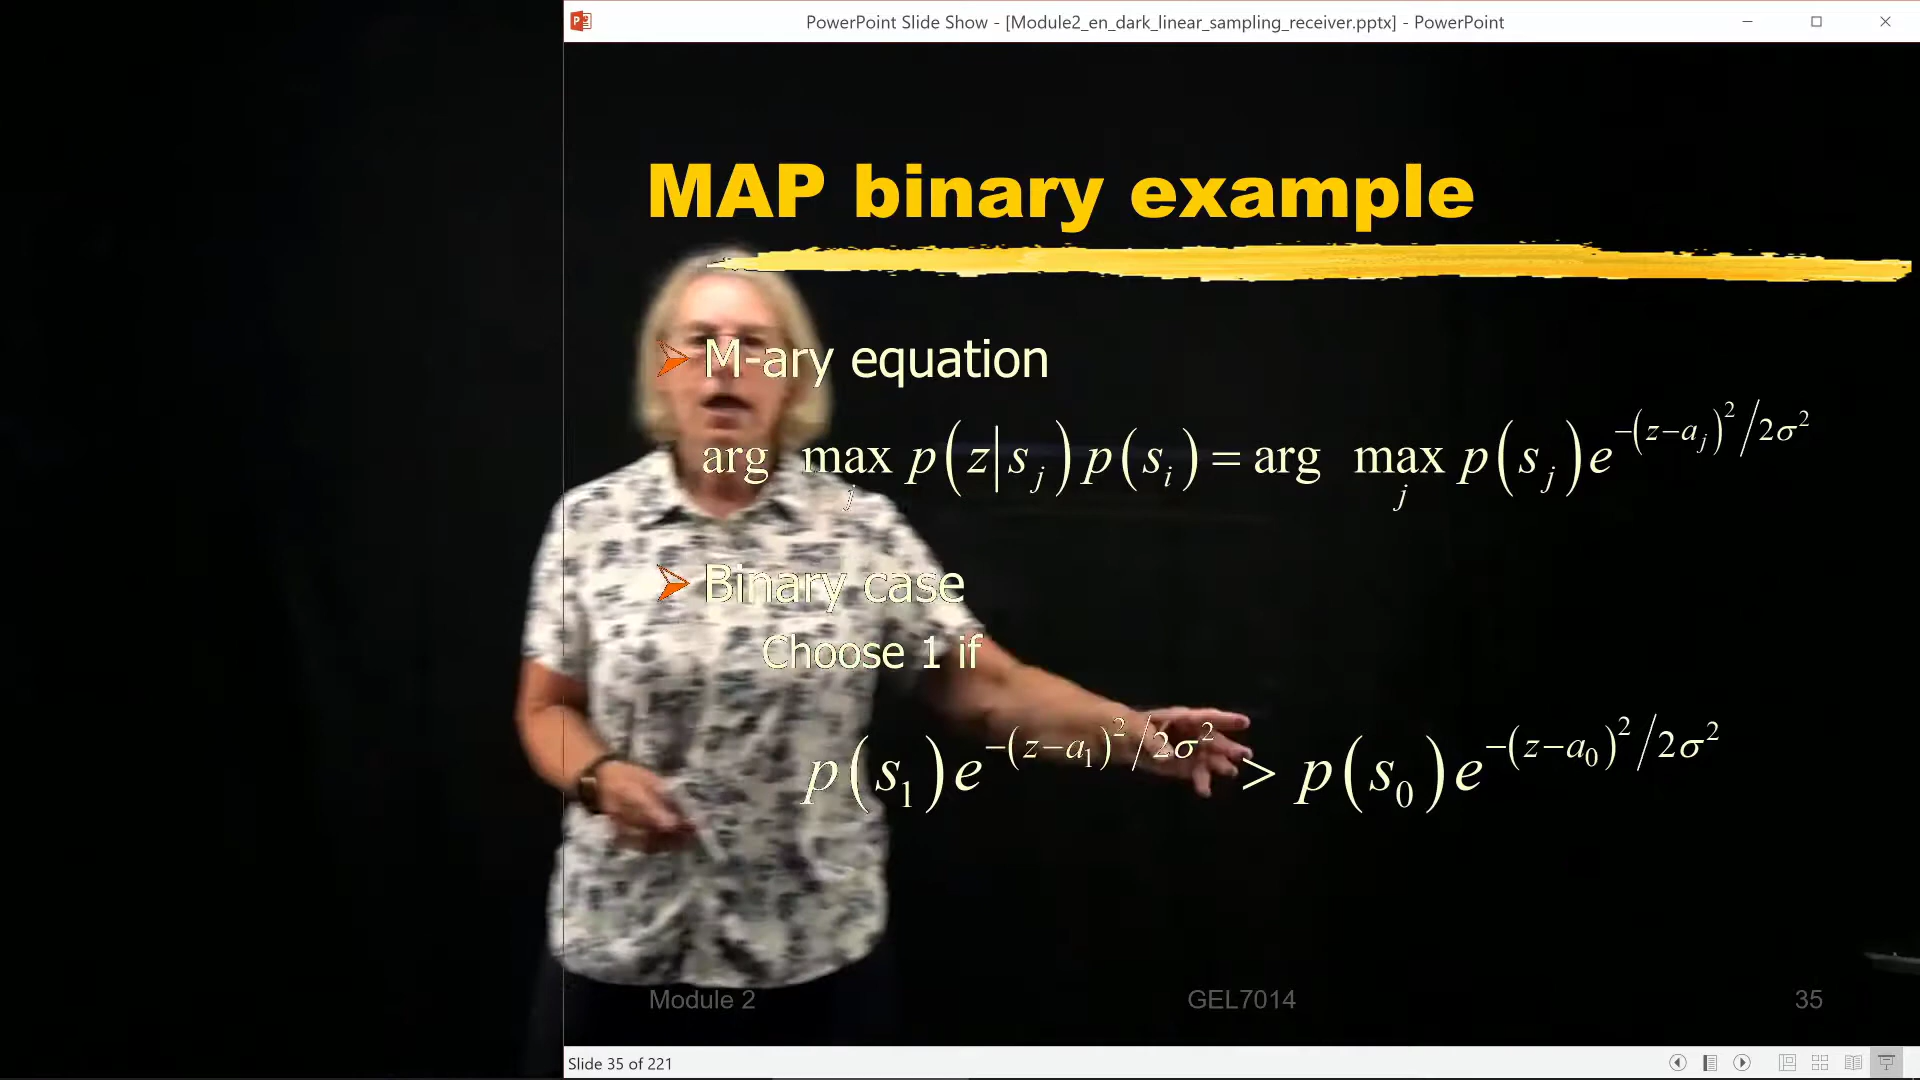 PowerPoint Slide Show - [Module2_en_dark_linear_sampling_receiver.pptx] - PowerPoint
MAP binary example
M-ary equation
arg max_j p(z|s_j)p(s_i) = arg max_j p(s_j)e^{-(z-a_j)^2/2σ^2}
Binary case
Choose 1 if
p(s_1)e^{-(z-a_1)^2/2σ^2} > p(s_0)e^{-(z-a_0)^2/2σ^2}
Module 2 GEL7014 35
Slide 35 of 221